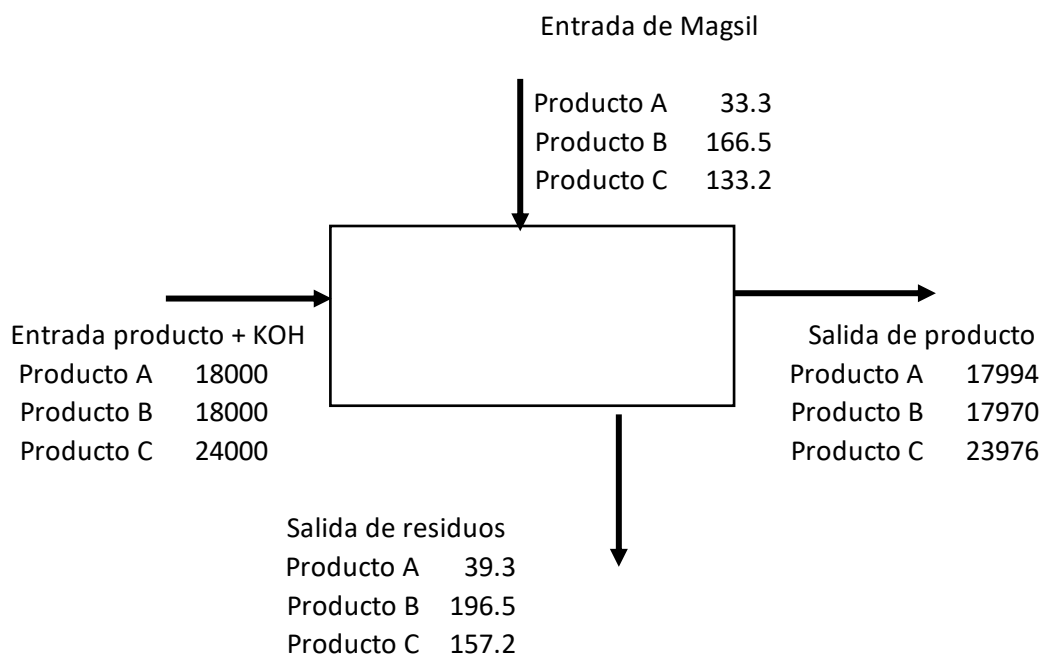 Entrada de Magsil
Producto A 33.3
Producto B 166.5
Producto C 133.2
Entrada producto + KOH
Producto A 18000
Producto B 18000
Producto C 24000
Salida de producto
Producto A 17994
Producto B 17970
Producto C 23976
Salida de residuos
Producto A 39.3
Producto B 196.5
Producto C 157.2